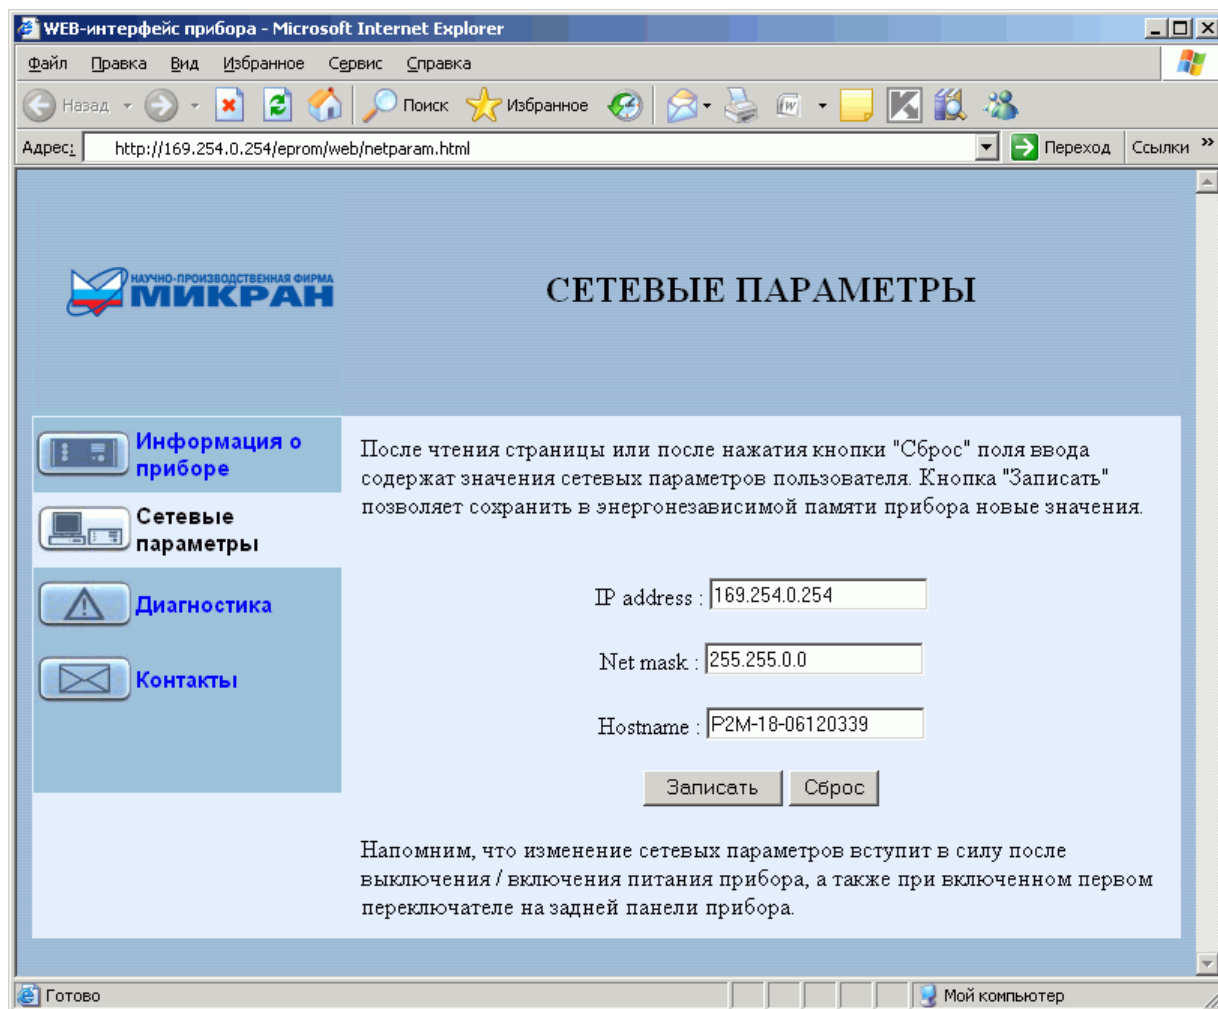 WEB-интерфейс прибора - Microsoft Internet Explorer
Файл Правка Вид Избранное Сервис Справка
Назад Поиск Избранное
Адрес: http://169.254.0.254/eprom/web/netparam.html Переход Ссылки »
НАУЧНО-ПРОИЗВОДСТВЕННАЯ ФИРМА
МИКРАН
СЕТЕВЫЕ ПАРАМЕТРЫ
Информация о
приборе
Сетевые
параметры
Диагностика
Контакты
После чтения страницы или после нажатия кнопки "Сброс" поля ввода
содержат значения сетевых параметров пользователя. Кнопка "Записать"
позволяет сохранить в энергонезависимой памяти прибора новые значения.
IP address : 169.254.0.254
Net mask : 255.255.0.0
Hostname : P2M-18-06120339
Записать Сброс
Напомним, что изменение сетевых параметров вступит в силу после
выключения / включения питания прибора, а также при включенном первом
переключателе на задней панели прибора.
Готово Мой компьютер